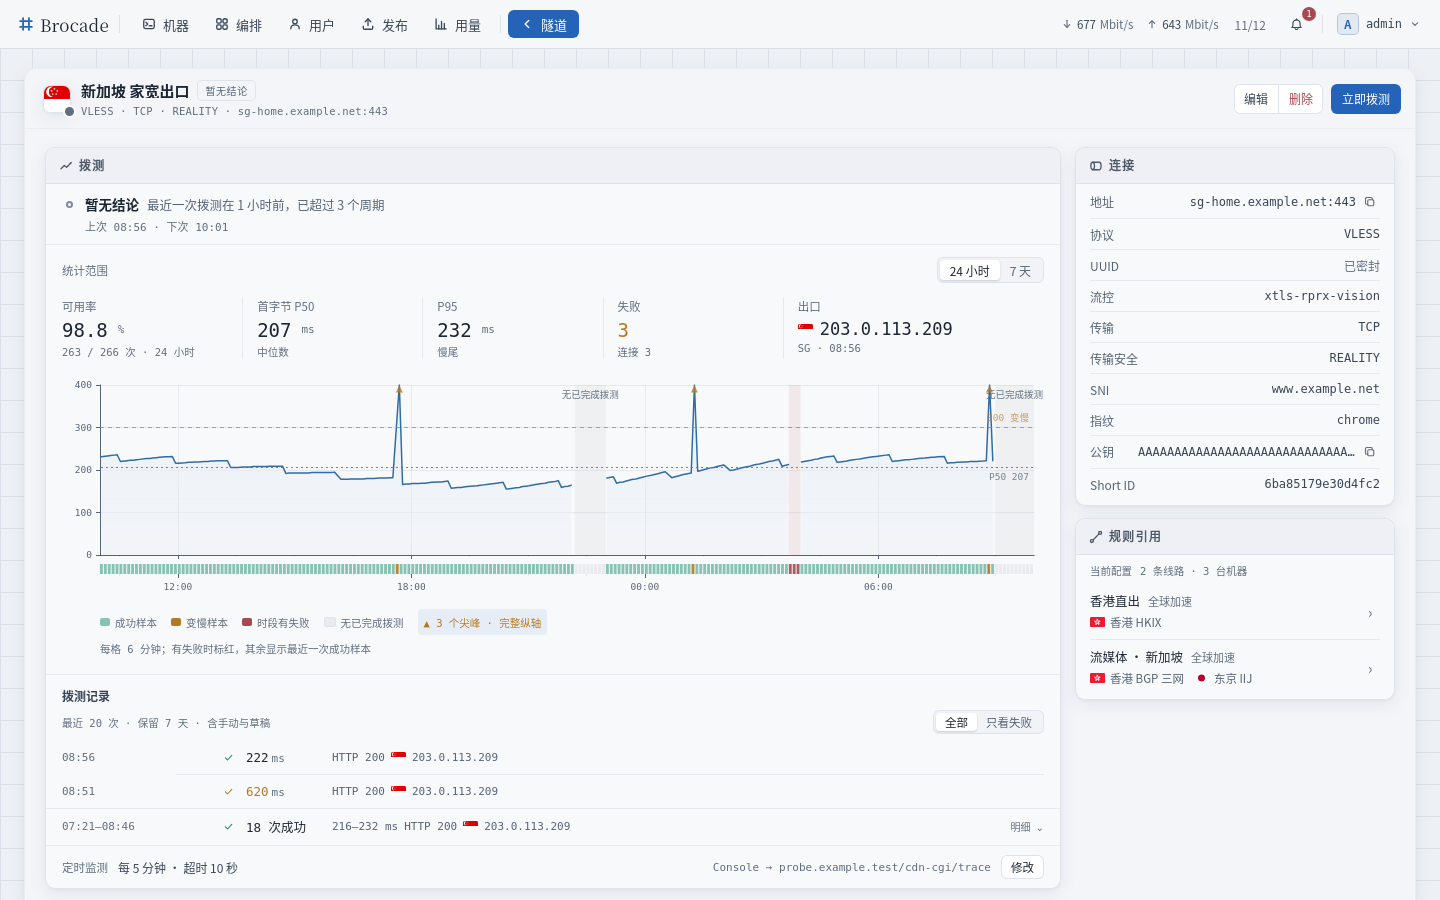 Brocade
机器
编排
用户
发布
用量
隧道
677 Mbit/s
643 Mbit/s
11/12
1
A
admin
新加坡 家宽出口 暂无结论
VLESS · TCP · REALITY · sg-home.example.net:443
编辑
删除
立即拨测
拨测
暂无结论 最近一次拨测在 1 小时前，已超过 3 个周期
上次 08:56 · 下次 10:01
统计范围
24 小时
7 天
可用率
98.8 %
263 / 266 次 · 24 小时
首字节 P50
207 ms
中位数
P95
232 ms
慢尾
失败
3
连接 3
出口
203.0.113.209
SG · 08:56
400
300
200
100
0
无已完成拨测
无已完成拨测
300 变慢
P50 207
12:00
18:00
00:00
06:00
成功样本
变慢样本
时段有失败
无已完成拨测
▲ 3 个尖峰 · 完整纵轴
每格 6 分钟；有失败时标红，其余显示最近一次成功样本
拨测记录
最近 20 次 · 保留 7 天 · 含手动与草稿
全部
只看失败
08:56 222 ms HTTP 200 203.0.113.209
08:51 620 ms HTTP 200 203.0.113.209
07:21–08:46 18 次成功 216–232 ms HTTP 200 203.0.113.209 明细
定时监测 每 5 分钟 · 超时 10 秒 Console → probe.example.test/cdn-cgi/trace 修改
连接
地址 sg-home.example.net:443
协议 VLESS
UUID 已密封
流控 xtls-rprx-vision
传输 TCP
传输安全 REALITY
SNI www.example.net
指纹 chrome
公钥 AAAAAAAAAAAAAAAAAAAAAAAAAAAAAA…
Short ID 6ba85179e30d4fc2
规则引用
当前配置 2 条线路 · 3 台机器
香港直出 全球加速
香港 HKIX
流媒体 · 新加坡 全球加速
香港 BGP 三网 东京 IIJ